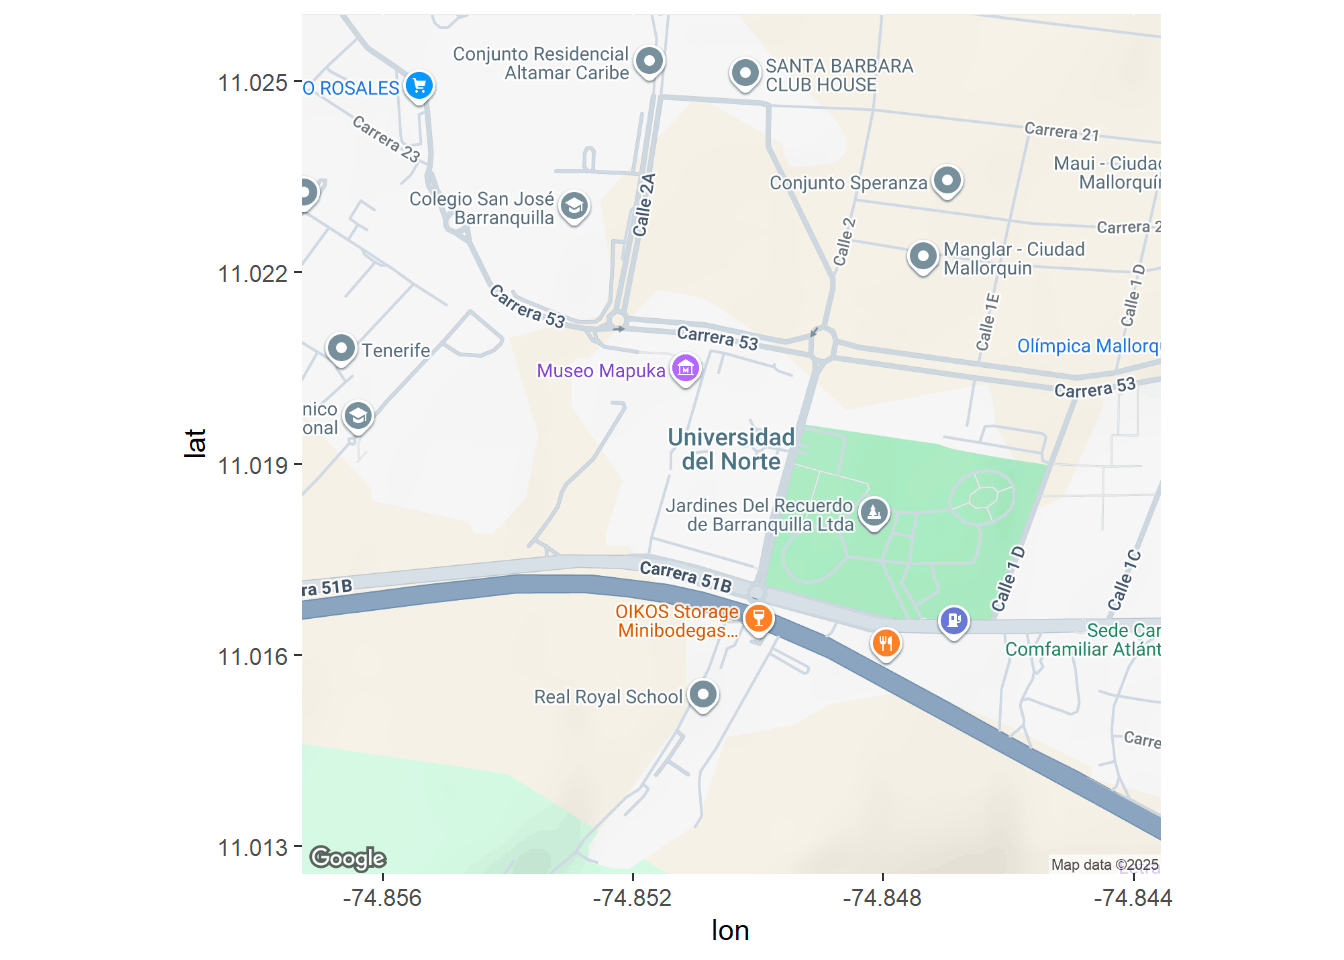 Conjunto Residencial
Altamar Caribe
SANTA BARBARA
CLUB HOUSE
11.025
O ROSALES
Carrera 23
Carrera 21
Maui - Ciudad
Mallorquín
Conjunto Speranza
Calle 2A
Colegio San José
Barranquilla
Calle 2
Carrera 2
Manglar - Ciudad
Mallorquin
11.022
Calle 1 D
Carrera 53
Calle 1E
Carrera 53
Olímpica Mallorq
Tenerife
Museo Mapuka
Carrera 53
nico
onal
lat
Universidad
del Norte
11.019
Jardines Del Recuerdo
de Barranquilla Ltda
Calle 1 D
Calle 1C
Carrera 51B
ra 51B
OIKOS Storage
Minibodegas...
Sede Car
Comfamiliar Atlánt
11.016
Real Royal School
Carre
11.013
Google
Map data ©2025
-74.856
-74.852
-74.848
-74.844
lon